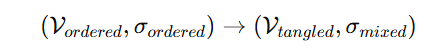 (𝒱ordered, σordered) → (𝒱tangled, σmixed)